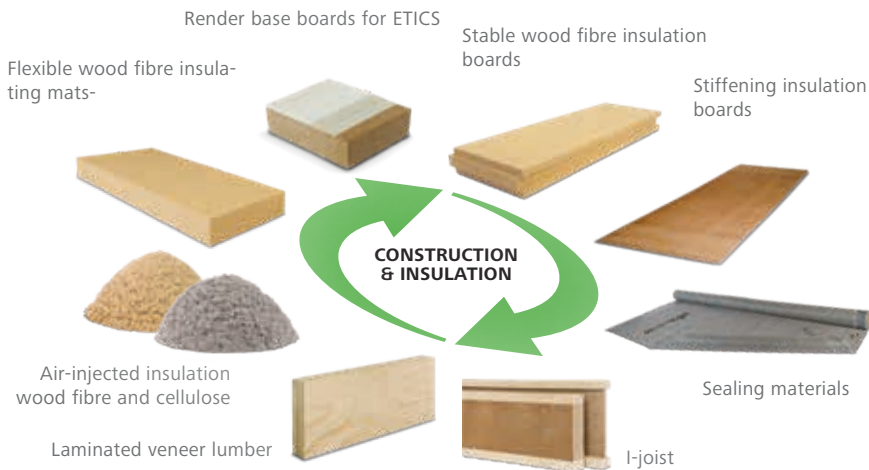 Render base boards for ETICS
Stable wood fibre insulation
boards
Flexible wood fibre insula-
ting mats-
Stiffening insulation
boards
CONSTRUCTION
& INSULATION
Air-injected insulation
wood fibre and cellulose
Sealing materials
Laminated veneer lumber
I-joist